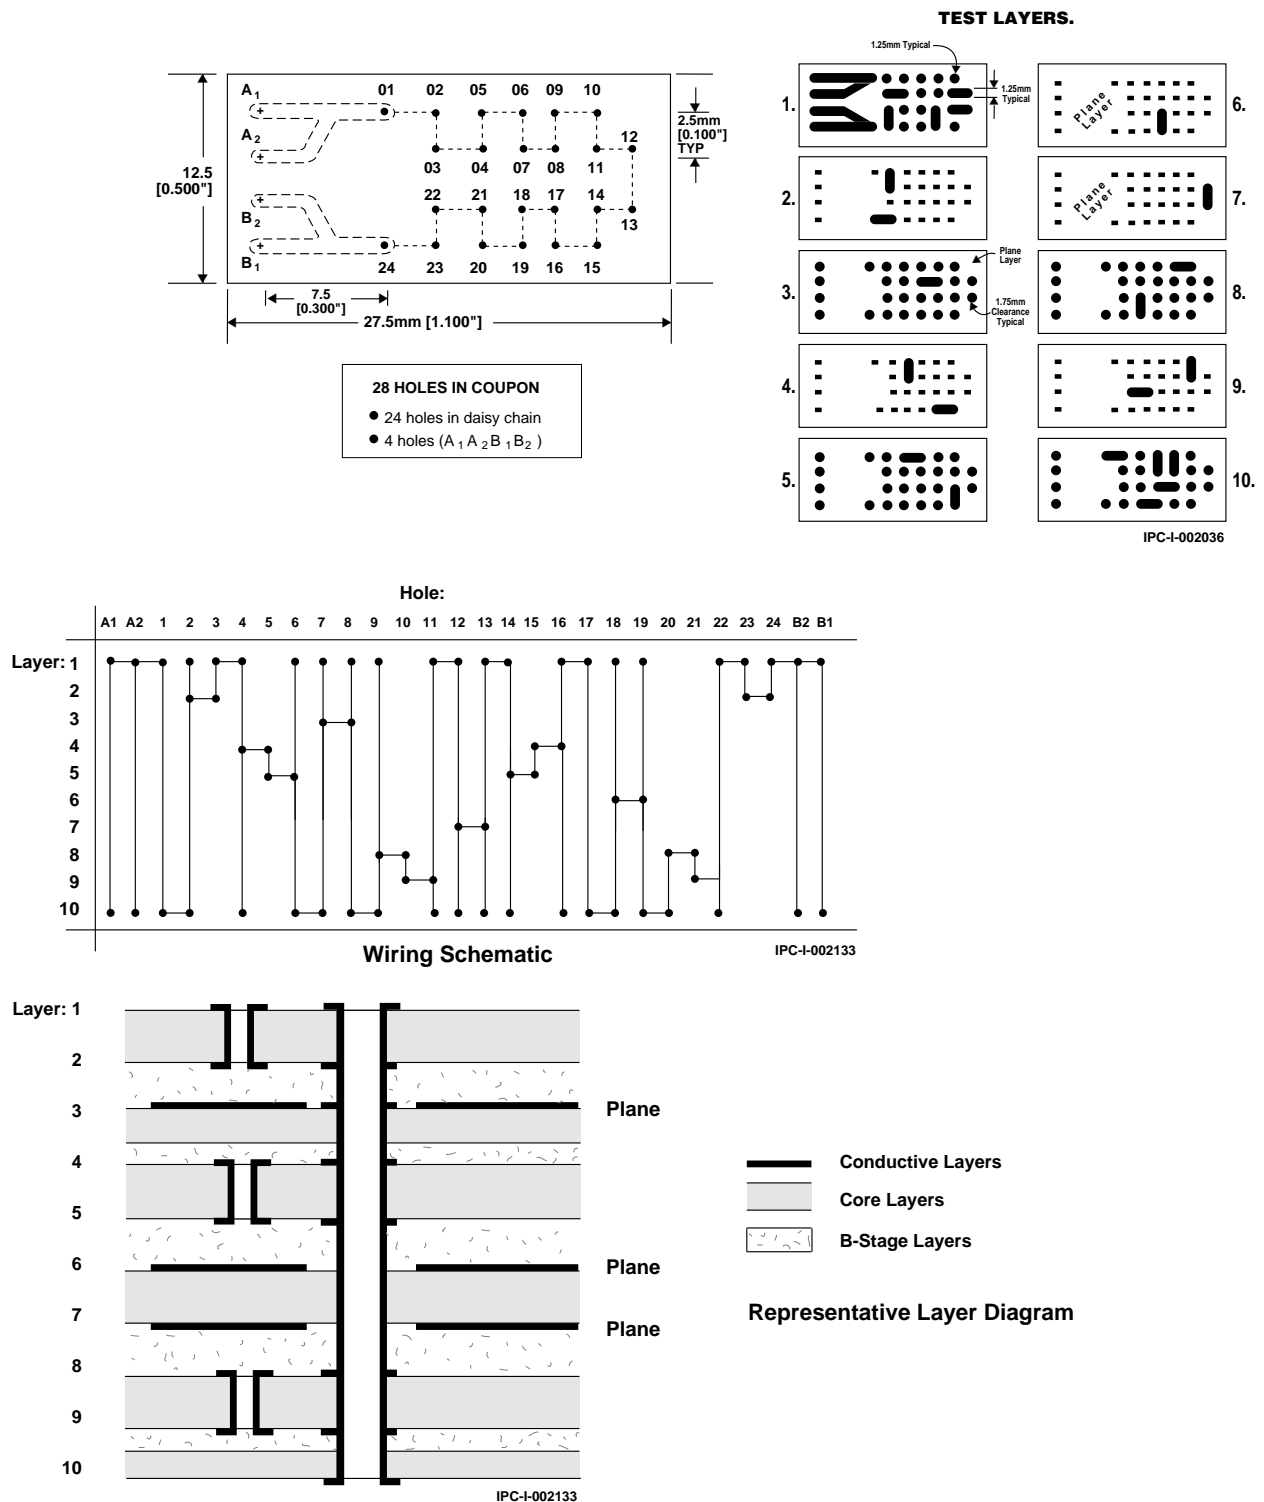 TEST LAYERS.
1.25mm Typical
1.25mm
Typical
1.
Plane
Layer
6.
2.
Plane
Layer
7.
3.
Plane
Layer
1.75mm
Clearance
Typical
8.
4.
9.
5.
10.
IPC-I-002036
A1 01 02 05 06 09 10
A2 12
03 04 07 08 11
22 21 18 17 14
B2 13
B1 24 23 20 19 16 15
12.5
[0.500"]
2.5mm
[0.100"]
TYP
7.5
[0.300"]
27.5mm [1.100"]
28 HOLES IN COUPON
● 24 holes in daisy chain
● 4 holes (A1 A2 B1 B2 )
Hole:
A1 A2 1 2 3 4 5 6 7 8 9 10 11 12 13 14 15 16 17 18 19 20 21 22 23 24 B2 B1
Layer: 1
2
3
4
5
6
7
8
9
10
Wiring Schematic
IPC-I-002133
Layer: 1
2
3
Plane
4
5
6
Plane
7
Plane
8
9
10
Conductive Layers
Core Layers
B-Stage Layers
Representative Layer Diagram
IPC-I-002133